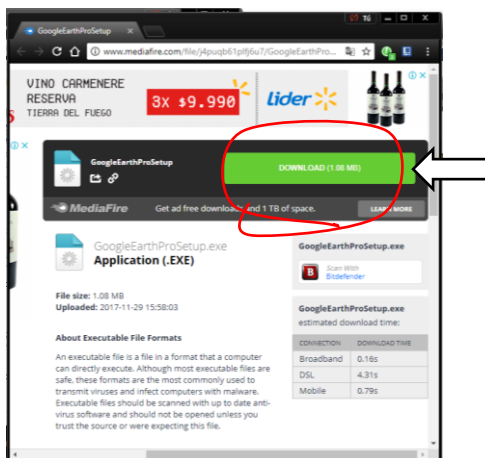 GoogleEarthProSetup
16
www.mediafire.com/file/j4puqb61plfj6u7/GoogleEarthPro...
VINO CARMENERE
RESERVA
TIERRA DEL FUEGO
3X $9.990
lider
GoogleEarthProSetup
DOWNLOAD (1.08 MB)
MediaFire
Get ad free downloads and 1 TB of space.
LEARN MORE
GoogleEarthProSetup.exe
Application (.EXE)
File size: 1.08 MB
Uploaded: 2017-11-29 15:58:03
About Executable File Formats
An executable file is a file in a format that a computer
can directly execute. Although most executable files are
safe, these formats are the most commonly used to
transmit viruses and infect computers with malware.
Executable files should be scanned with up to date anti-
virus software and should not be opened unless you
trust the source or were expecting this file.
GoogleEarthProSetup.exe
B
Scan With
Bitdefender
GoogleEarthProSetup.exe
estimated download time:
CONNECTION DOWNLOAD TIME
Broadband 0.16s
DSL 4.31s
Mobile 0.79s